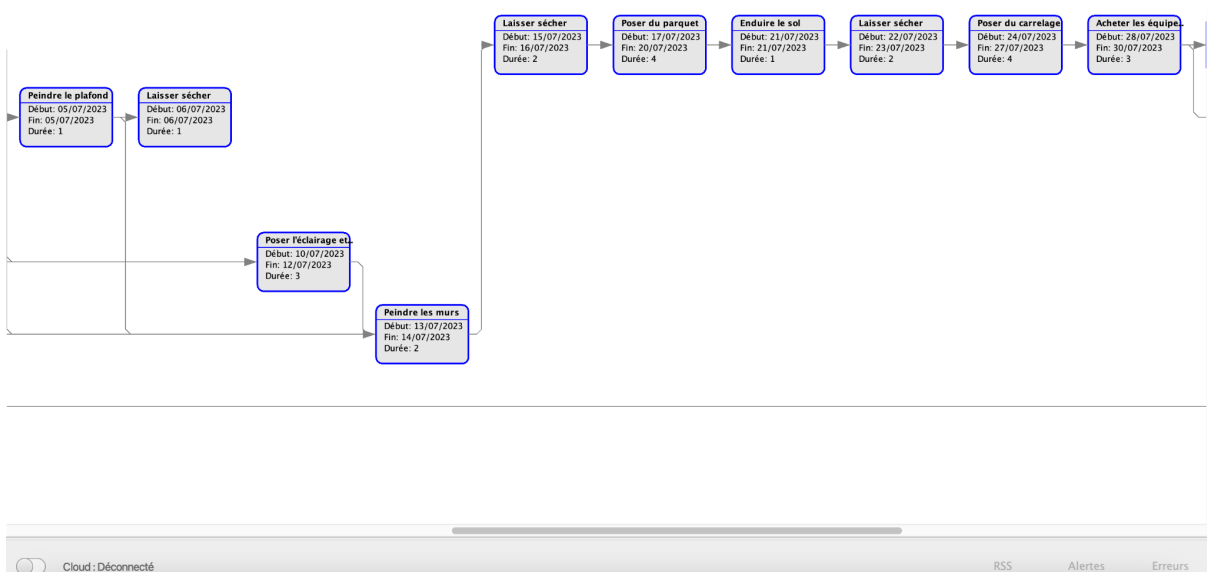 Laisser sécher
Début: 15/07/2023
Fin: 16/07/2023
Durée: 2
Poser du parquet
Début: 17/07/2023
Fin: 20/07/2023
Durée: 4
Enduire le sol
Début: 21/07/2023
Fin: 21/07/2023
Durée: 1
Laisser sécher
Début: 22/07/2023
Fin: 23/07/2023
Durée: 2
Poser du carrelage
Début: 24/07/2023
Fin: 27/07/2023
Durée: 4
Acheter les équipe...
Début: 28/07/2023
Fin: 30/07/2023
Durée: 3
Peindre le plafond
Début: 05/07/2023
Fin: 05/07/2023
Durée: 1
Laisser sécher
Début: 06/07/2023
Fin: 06/07/2023
Durée: 1
Poser l'éclairage et...
Début: 10/07/2023
Fin: 12/07/2023
Durée: 3
Peindre les murs
Début: 13/07/2023
Fin: 14/07/2023
Durée: 2
Cloud : Déconnecté
RSS
Alertes
Erreurs